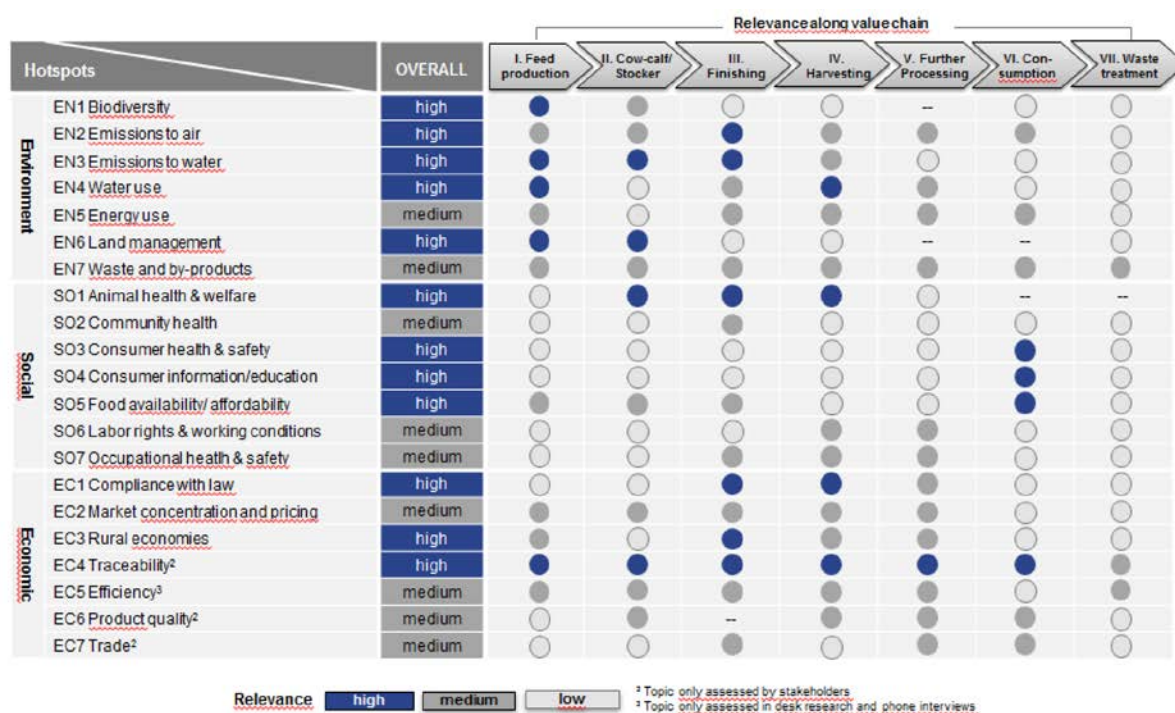 Relevance along value chain
Hotspots OVERALL I. Feed production II. Cow-calf/ Stocker III. Finishing IV. Harvesting V. Further Processing VI. Con-sumption VII. Waste treatment
Environment
EN1 Biodiversity high --
EN2 Emissions to air high
EN3 Emissions to water high
EN4 Water use high
EN5 Energy use medium
EN6 Land management high -- --
EN7 Waste and by-products medium
Social
SO1 Animal health & welfare high -- --
SO2 Community health medium
SO3 Consumer health & safety high
SO4 Consumer information/education high
SO5 Food availability/ affordability high
SO6 Labor rights & working conditions medium
SO7 Occupational heatlh & safety medium
Economic
EC1 Compliance with law high
EC2 Market concentration and pricing medium
EC3 Rural economies high
EC4 Traceability² high
EC5 Efficiency³ medium
EC6 Product quality² medium --
EC7 Trade² medium
Relevance high medium low
² Topic only assessed by stakeholders
³ Topic only assessed in desk research and phone interviews